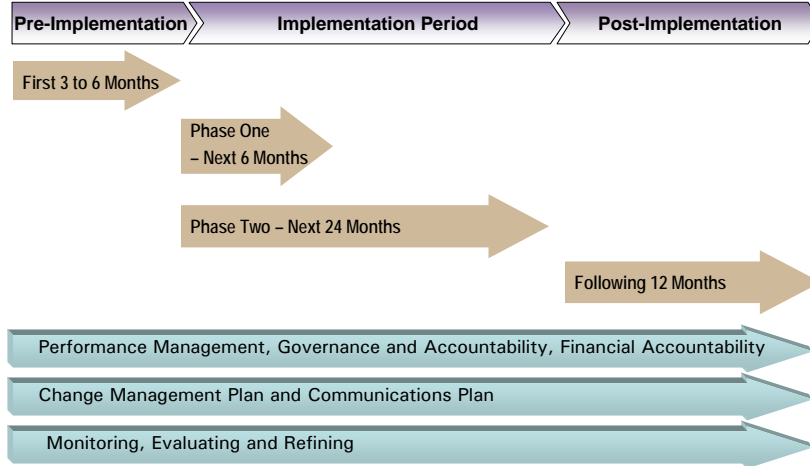 Pre-Implementation
Implementation Period
Post-Implementation
First 3 to 6 Months
Phase One
– Next 6 Months
Phase Two – Next 24 Months
Following 12 Months
Performance Management, Governance and Accountability, Financial Accountability
Change Management Plan and Communications Plan
Monitoring, Evaluating and Refining